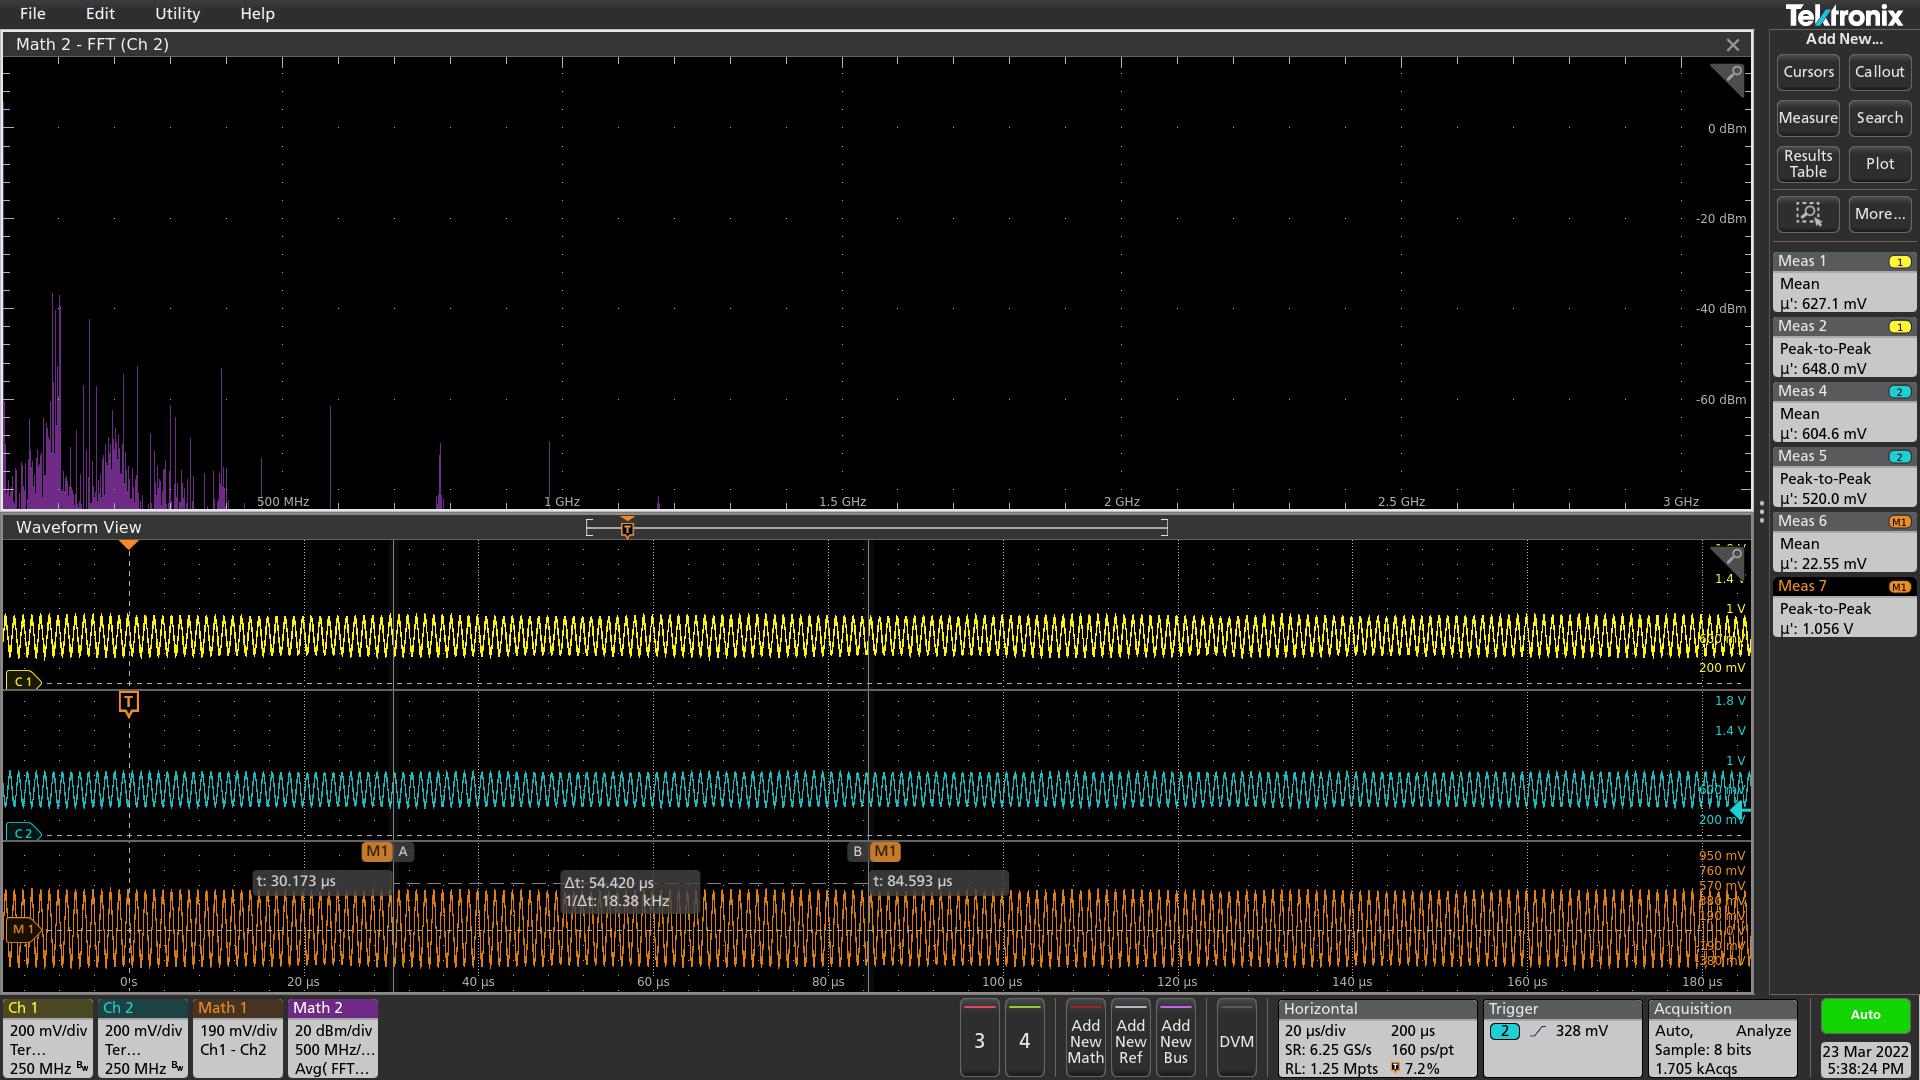 File Edit Utility Help
Tektronix
Math 2 - FFT (Ch 2)
0 dBm
-20 dBm
-40 dBm
-60 dBm
500 MHz 1 GHz 1.5 GHz 2 GHz 2.5 GHz 3 GHz
Waveform View
T
1.4
1 V
200 mV
C 1
T
1.8 V
1.4 V
1 V
600 mV
200 mV
C 2
M1 A
B M1
t: 30.173 µs
Δt: 54.420 µs
1/Δt: 18.38 kHz
t: 84.593 µs
950 mV
760 mV
570 mV
380 mV
190 mV
0 V
M 1
0 s 20 µs 40 µs 60 µs 80 µs 100 µs 120 µs 140 µs 160 µs 180 µs
Add New...
Cursors Callout
Measure Search
Results Table Plot
More...
Meas 1 1
Mean
µ': 627.1 mV
Meas 2 1
Peak-to-Peak
µ': 648.0 mV
Meas 4 2
Mean
µ': 604.6 mV
Meas 5 2
Peak-to-Peak
µ': 520.0 mV
Meas 6 M1
Mean
µ': 22.55 mV
Meas 7 M1
Peak-to-Peak
µ': 1.056 V
Ch 1
200 mV/div
Ter...
250 MHz Bw
Ch 2
200 mV/div
Ter...
250 MHz Bw
Math 1
190 mV/div
Ch1 - Ch2
Math 2
20 dBm/div
500 MHz/...
Avg( FFT...
3
4
Add New Math
Add New Ref
Add New Bus
DVM
Horizontal
20 µs/div 200 µs
SR: 6.25 GS/s 160 ps/pt
RL: 1.25 Mpts T 7.2%
Trigger
2 328 mV
Acquisition
Auto, Analyze
Sample: 8 bits
1.705 kAcqs
Auto
23 Mar 2022
5:38:24 PM